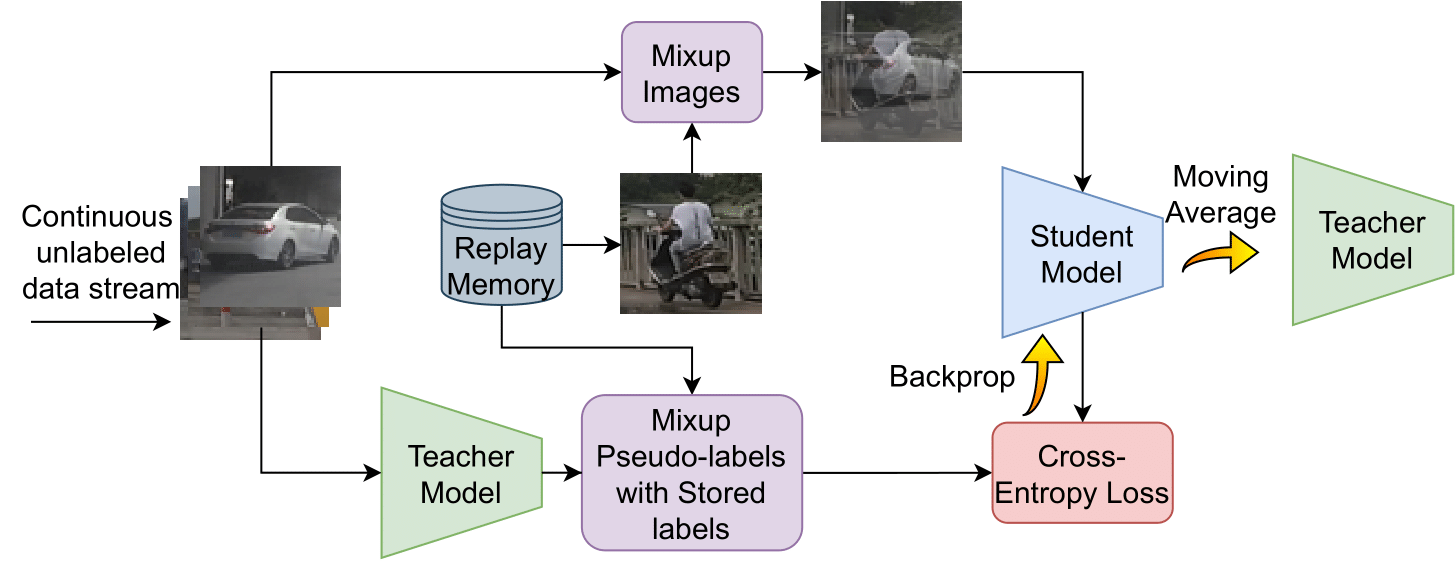 Mixup
Images
Continuous
unlabeled
data stream
Replay
Memory
Student
Model
Moving
Average
Teacher
Model
Backprop
Teacher
Model
Mixup
Pseudo-labels
with Stored
labels
Cross-
Entropy Loss